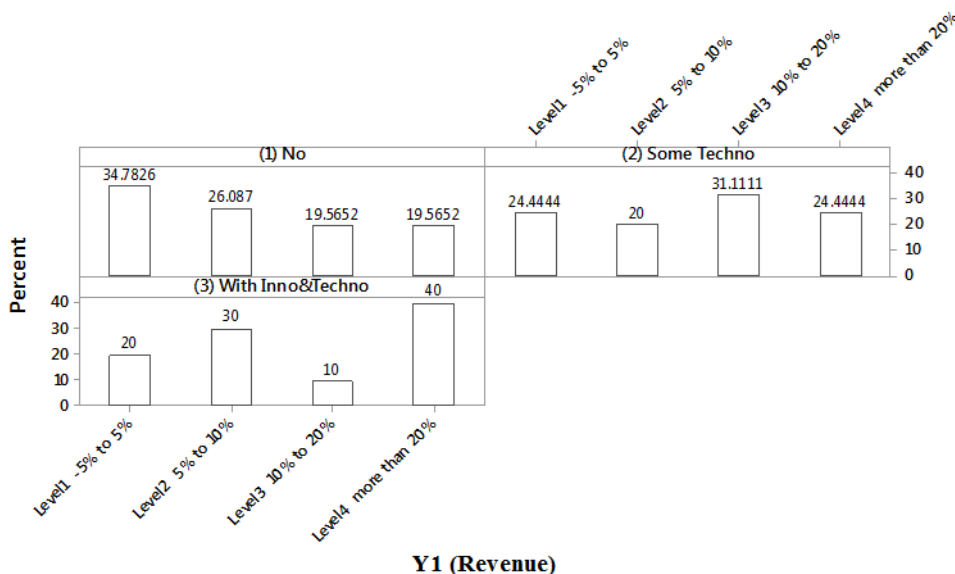 Level1 -5% to 5%
Level2 5% to 10%
Level3 10% to 20%
Level4 more than 20%
(1) No
(2) Some Techno
34.7826
26.087
19.5652
19.5652
24.4444
20
31.1111
24.4444
40
30
20
10
0
Percent
(3) With Inno&Techno
40
30
20
10
0
20
30
10
40
Level1 -5% to 5%
Level2 5% to 10%
Level3 10% to 20%
Level4 more than 20%
Y1 (Revenue)